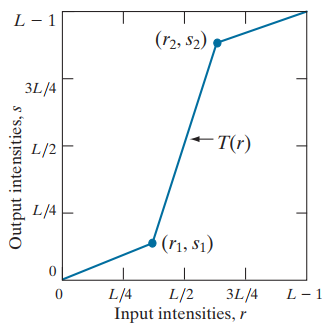 L − 1
(r₂, s₂)
3L/4
L/2
T(r)
L/4
(r₁, s₁)
0
0 L/4 L/2 3L/4 L − 1
Input intensities, r
Output intensities, s